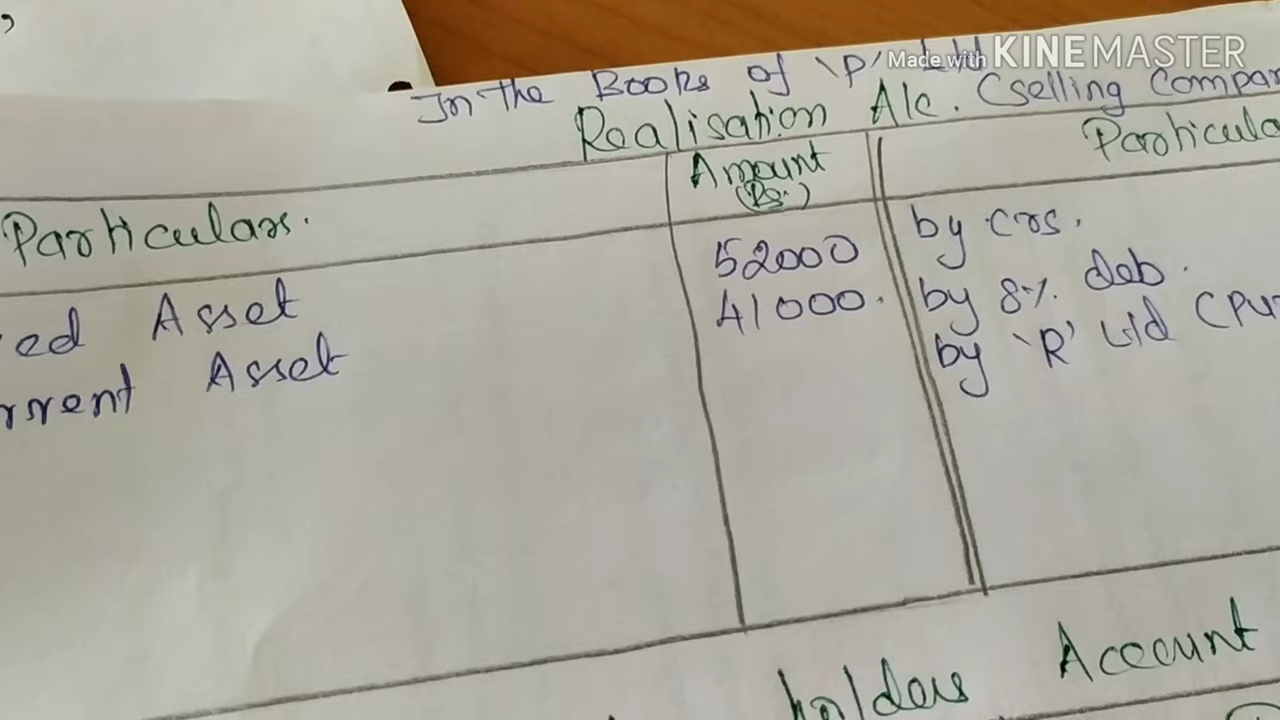 Made with KINEMASTER
In the Books of 'P' Ltd
Realisation A/c. (selling Compan
Particulars. Amount (Rs.) Particula
ed Asset 52000 by crs.
rrent Asset 41000. by 8% deb.
by 'R' Ltd (Pur
holders Account